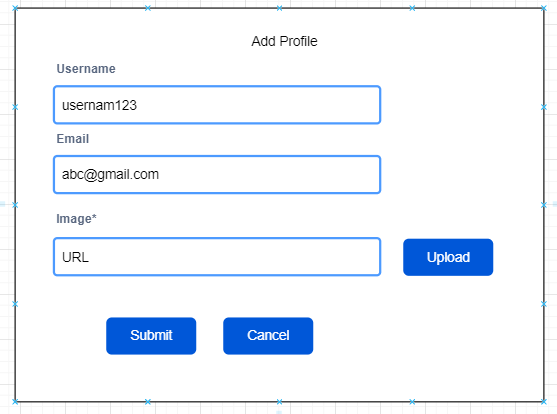 Add Profile
Username
usernam123
Email
abc@gmail.com
Image*
URL
Upload
Submit
Cancel